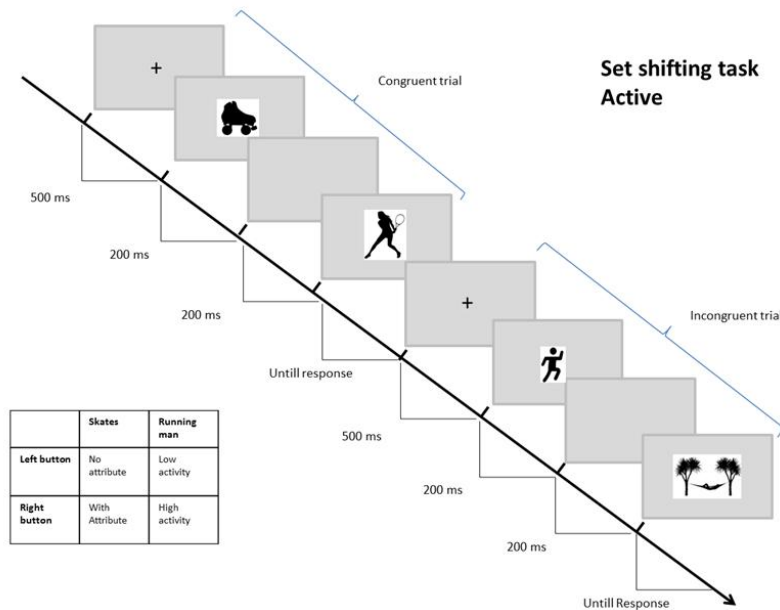 Set shifting task
Active
Congruent trial
Incongruent trial
+
+
500 ms
200 ms
200 ms
Untill response
500 ms
200 ms
200 ms
Untill Response
Skates Running
man
Left button No
attribute Low
activity
Right
button With
Attribute High
activity